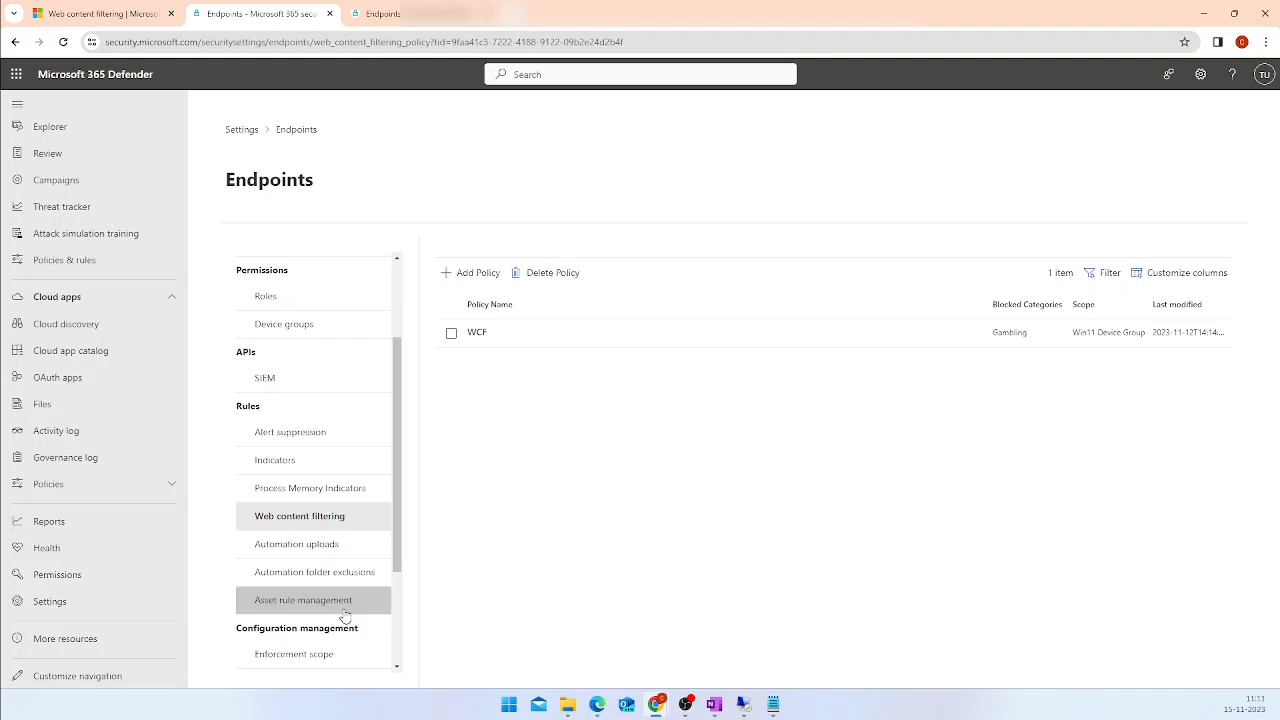 Web content filtering | Microsof
Endpoints - Microsoft 365 secu
Endpoints
security.microsoft.com/securitysettings/endpoints/web_content_filtering_policy?tid=9faa41c3-7222-4188-9122-09b2e24d2b4f
C
Microsoft 365 Defender
Search
TU
Explorer
Review
Campaigns
Threat tracker
Attack simulation training
Policies & rules
Cloud apps
Cloud discovery
Cloud app catalog
OAuth apps
Files
Activity log
Governance log
Policies
Reports
Health
Permissions
Settings
More resources
Customize navigation
Settings > Endpoints
Endpoints
Permissions
Roles
Device groups
APIs
SIEM
Rules
Alert suppression
Indicators
Process Memory Indicators
Web content filtering
Automation uploads
Automation folder exclusions
Asset rule management
Configuration management
Enforcement scope
Add Policy Delete Policy 1 item Filter Customize columns
Policy Name Blocked Categories Scope Last modified
WCF Gambling Win11 Device Group 2023-11-12T14:14:...
11:11
15-11-2023